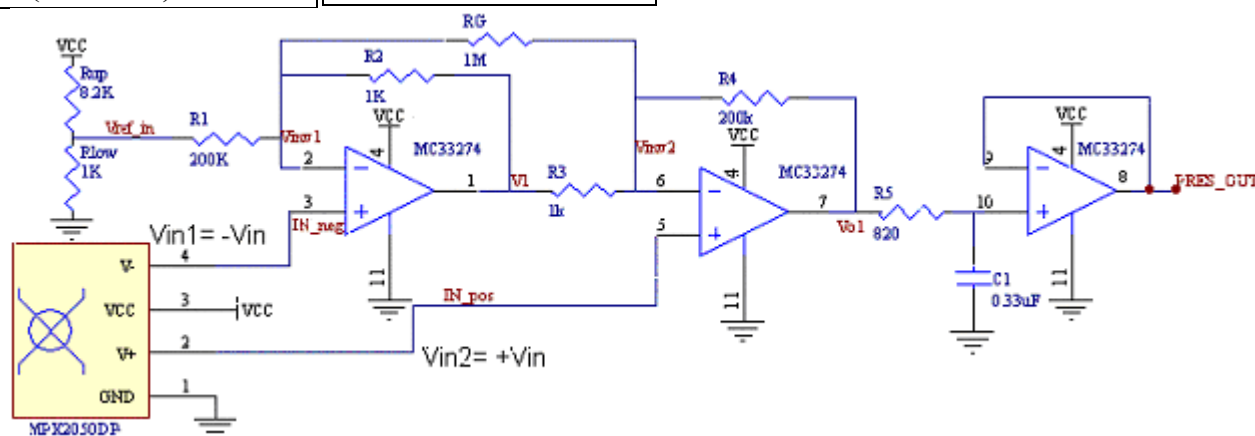 RG
1M
VCC
Rup
8.2K
R2
1K
R4
200k
VCC
Vref_in
R1
200K
Vinv1
Rlow
1K
2
3
4
MC33274
1
V1
11
IN_neg
R3
1k
Vinv2
VCC
6
5
4
MC33274
7
Vo1
11
R5
820
C1
0.33uF
VCC
9
10
4
MC33274
8
11
PRES_OUT
Vin1= -Vin
V-
4
VCC
3
VCC
IN_pos
V+
2
Vin2= +Vin
GND
1
MPX2050DP